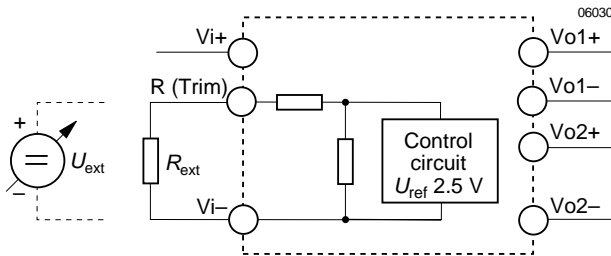 06030
Vi+
Vo1+
R (Trim)
Vo1–
Vo2+
+
Uext
–
Rext
Control
circuit
Uref 2.5 V
Vi–
Vo2–